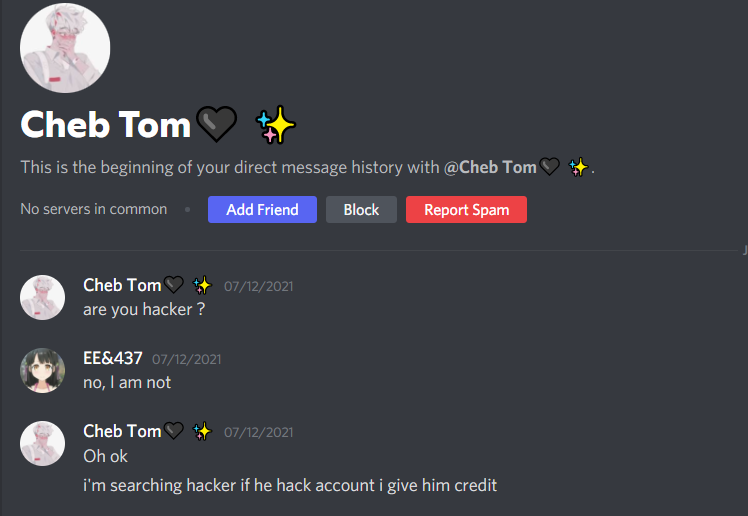 Cheb Tom🖤 ✨
This is the beginning of your direct message history with @Cheb Tom🖤 ✨.
No servers in common • Add Friend Block Report Spam
Cheb Tom🖤 ✨ 07/12/2021
are you hacker ?
EE&437 07/12/2021
no, I am not
Cheb Tom🖤 ✨ 07/12/2021
Oh ok
i'm searching hacker if he hack account i give him credit